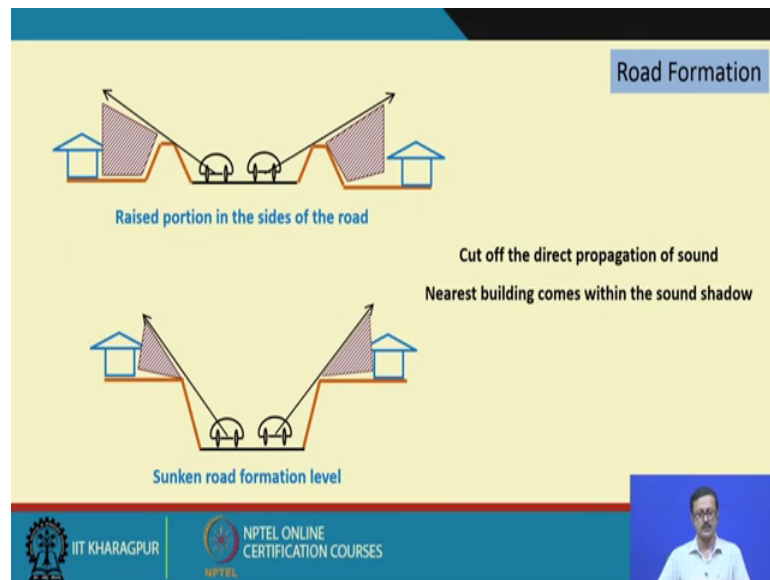 Road Formation
Raised portion in the sides of the road
Cut off the direct propagation of sound
Nearest building comes within the sound shadow
Sunken road formation level
IIT KHARAGPUR
NPTEL
NPTEL ONLINE
CERTIFICATION COURSES